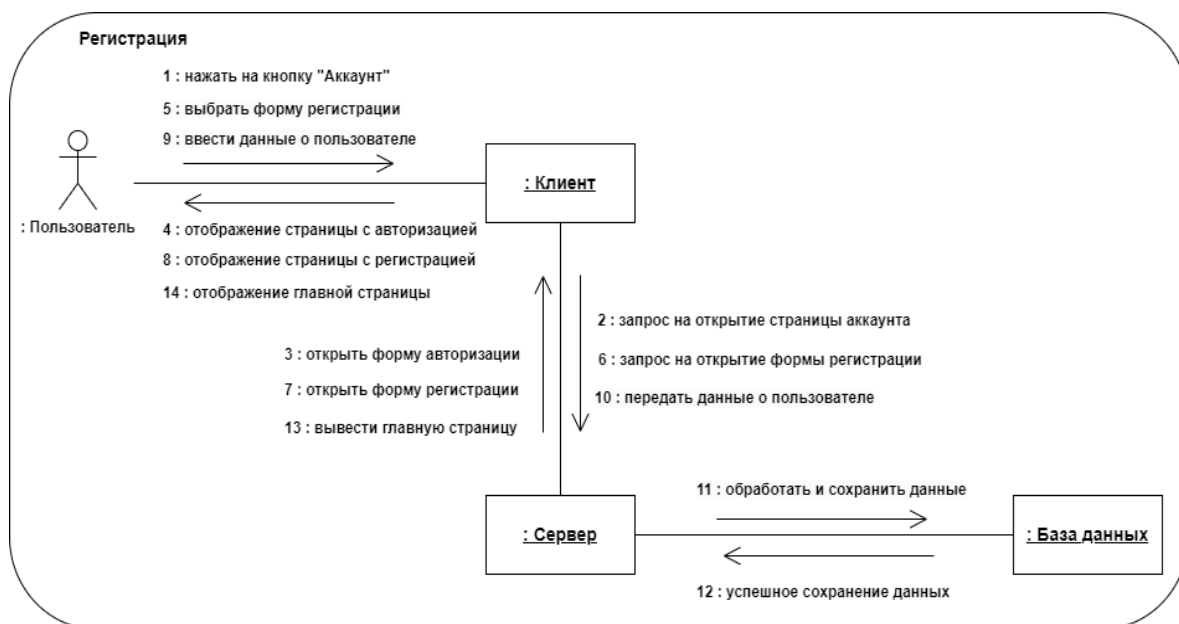 Регистрация
1 : нажать на кнопку "Аккаунт"
5 : выбрать форму регистрации
9 : ввести данные о пользователе
: Клиент
: Пользователь
4 : отображение страницы с авторизацией
8 : отображение страницы с регистрацией
14 : отображение главной страницы
2 : запрос на открытие страницы аккаунта
3 : открыть форму авторизации
6 : запрос на открытие формы регистрации
7 : открыть форму регистрации
10 : передать данные о пользователе
13 : вывести главную страницу
11 : обработать и сохранить данные
: Сервер
: База данных
12 : успешное сохранение данных